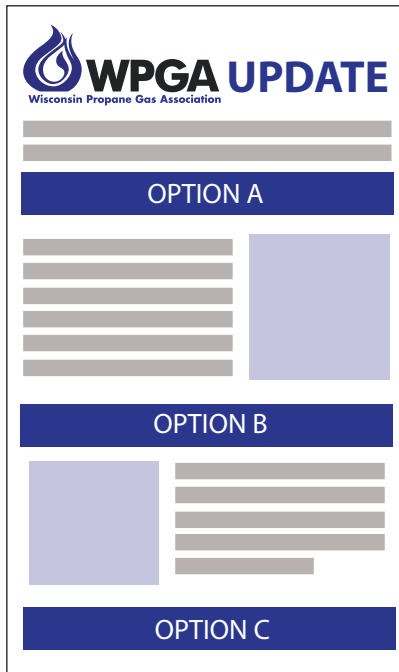 WPGA UPDATE
Wisconsin Propane Gas Association
OPTION A
OPTION B
OPTION C